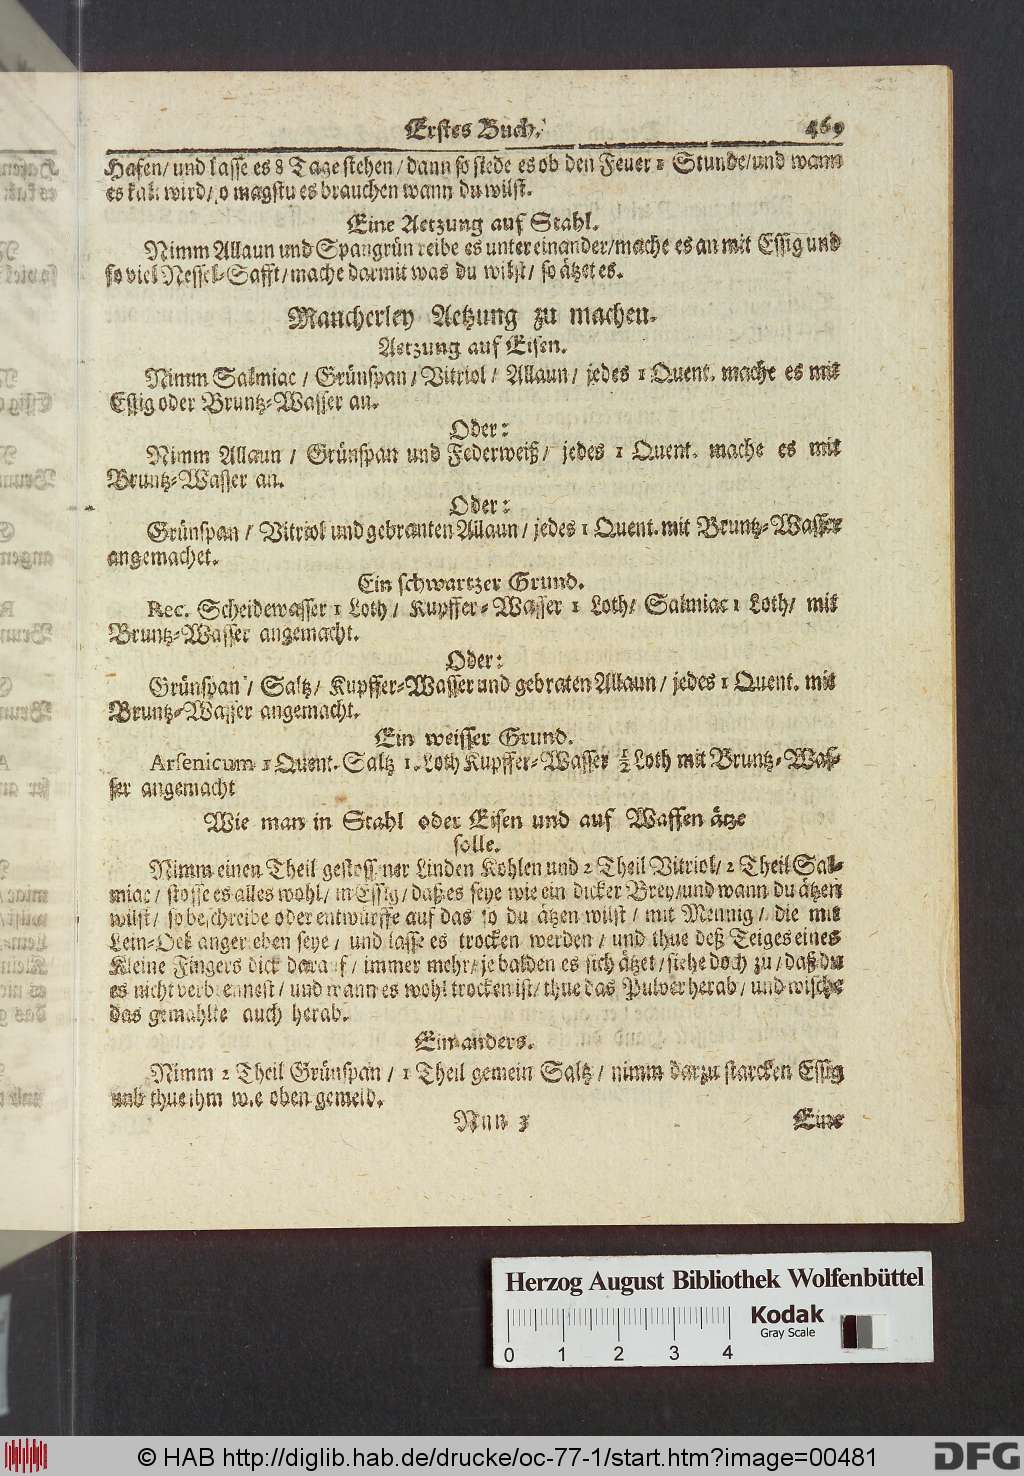 Erstes Buch. 469
Hafen/ und lasse es 8 Tage stehen/ dann so siede es ob den Feuer 1 Stunde/ und wann
es kalt wird/ so magstu es brauchen wann du wilst.
Eine Aetzung auf Stahl.
Nimm Allaun und Spangrün reibe es unter einander/ mache es an mit Essig und
so viel Nessel-Safft/ mache darmit was du wilst/ so ätzet es.
Mancherley Aetzung zu machen.
Aetzung auf Eisen.
Nimm Salmiac/ Grünspan/ Vitriol/ Allaun/ jedes 1 Quent. mache es mit
Essig oder Bruntz-Wasser an.
Oder:
Nimm Allaun/ Grünspan und Federweiß/ jedes 1 Quent. mache es mit
Bruntz-Wasser an.
Oder:
Grünspan/ Vitriol und gebranten Allaun/ jedes 1 Quent. mit Bruntz-Wasser
angemachet.
Ein schwartzer Grund.
Rec. Scheidewasser 1 Loth/ Kupffer-Wasser 1 Loth/ Salmiac 1 Loth/ mit
Bruntz-Wasser angemacht.
Oder:
Grünspan/ Saltz/ Kupffer-Wasser und gebraten Allaun/ jedes 1 Quent. mit
Bruntz-Wasser angemacht.
Ein weisser Grund.
Arsenicum 1 Quent. Saltz 1. Loth Kupffer-Wasser ½ Loth mit Bruntz-Was-
ser angemacht
Wie man in Stahl oder Eisen und auf Waffen ätze
solle.
Nimm einen Theil gestossener Linden Kohlen und 2 Theil Vitriol/ 2 Theil Sal-
miac/ stosse es alles wohl/ in Essig/ daß es seye wie ein dicker Brey/ und wann du ätzen
wilst/ so beschreibe oder entwürffe auf das so du ätzen wilst/ mit Mennig/ die mit
Lein-Oel angerieben seye/ und lasse es trocken werden/ und thue deß Teiges eines
Kleine Fingers dick darauf/ immer mehr/ je balden es sich ätzet/ siehe doch zu/ daß du
es nicht verbrennest/ und wann es wohl trocken ist/ thue das Pulver herab/ und wische
das gemahlte auch herab.
Ein anders.
Nimm 2 Theil Grünspan/ 1 Theil gemein Saltz/ nimm darzu starcken Essig
und thue ihm wie oben gemeld.
Nnn 3 Eine
Herzog August Bibliothek Wolfenbüttel
Kodak
Gray Scale
0 1 2 3 4
© HAB http://diglib.hab.de/drucke/oc-77-1/start.htm?image=00481
DFG